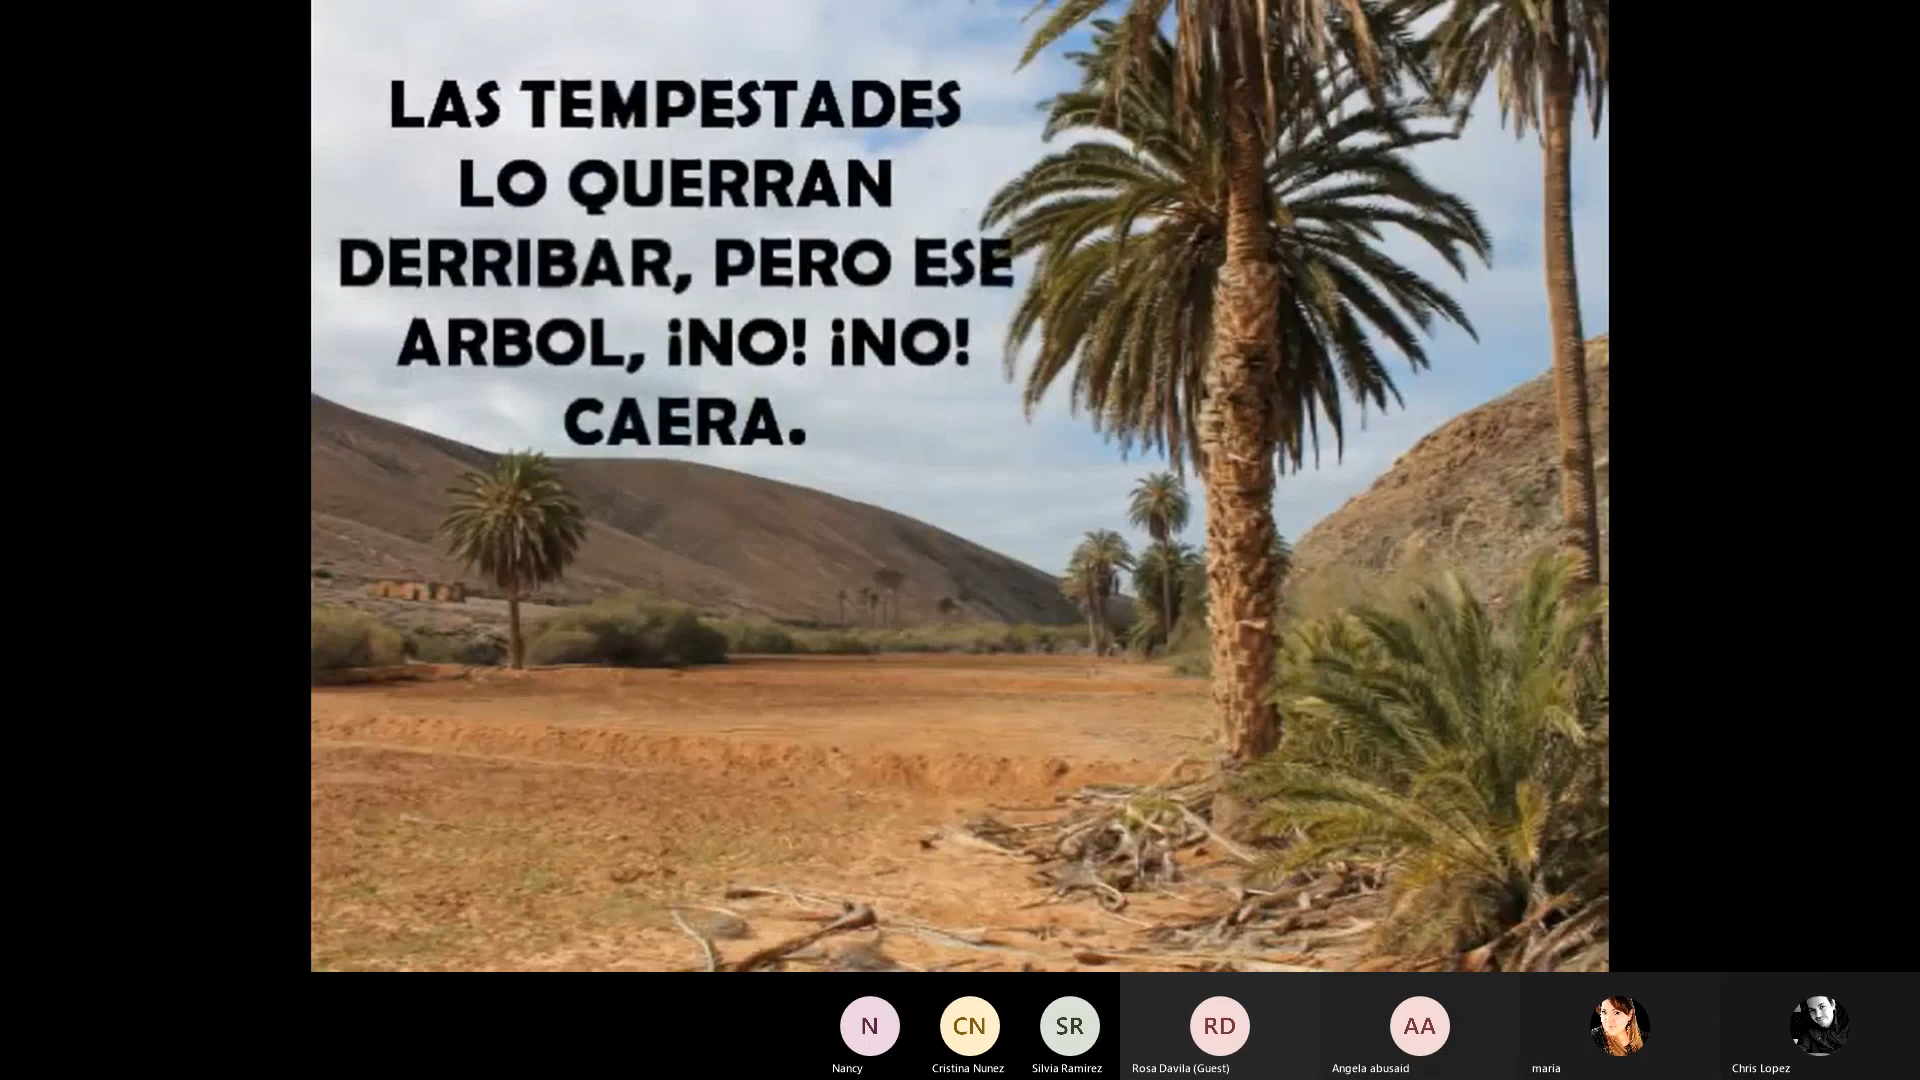 LAS TEMPESTADES
LO QUERRAN
DERRIBAR, PERO ESE
ARBOL, ¡NO! ¡NO!
CAERA.
N
CN
SR
RD
AA
Nancy
Cristina Nunez
Silvia Ramirez
Rosa Davila (Guest)
Angela abusaid
maria
Chris Lopez